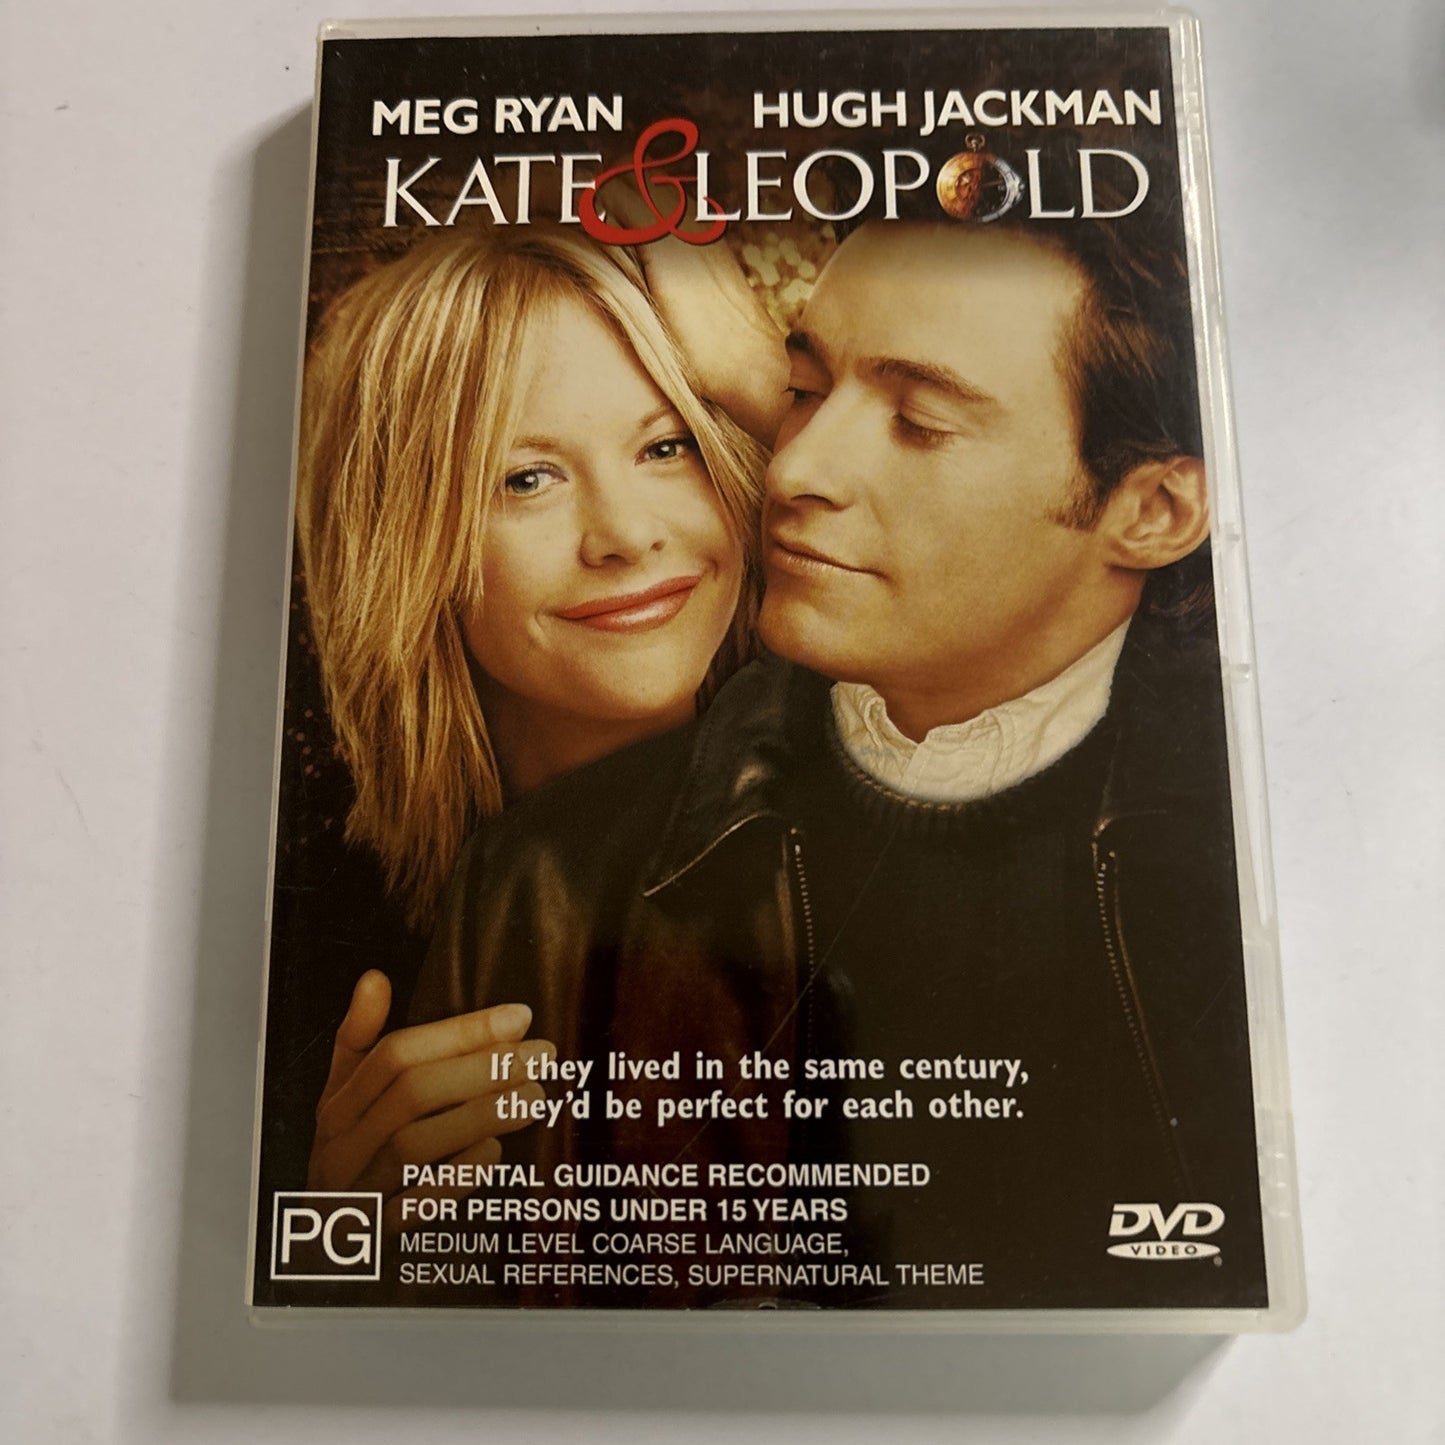 MEG RYAN HUGH JACKMAN
KATE & LEOPOLD
If they lived in the same century,
they'd be perfect for each other.
PARENTAL GUIDANCE RECOMMENDED
FOR PERSONS UNDER 15 YEARS
PG MEDIUM LEVEL COARSE LANGUAGE,
SEXUAL REFERENCES, SUPERNATURAL THEME
DVD
VIDEO